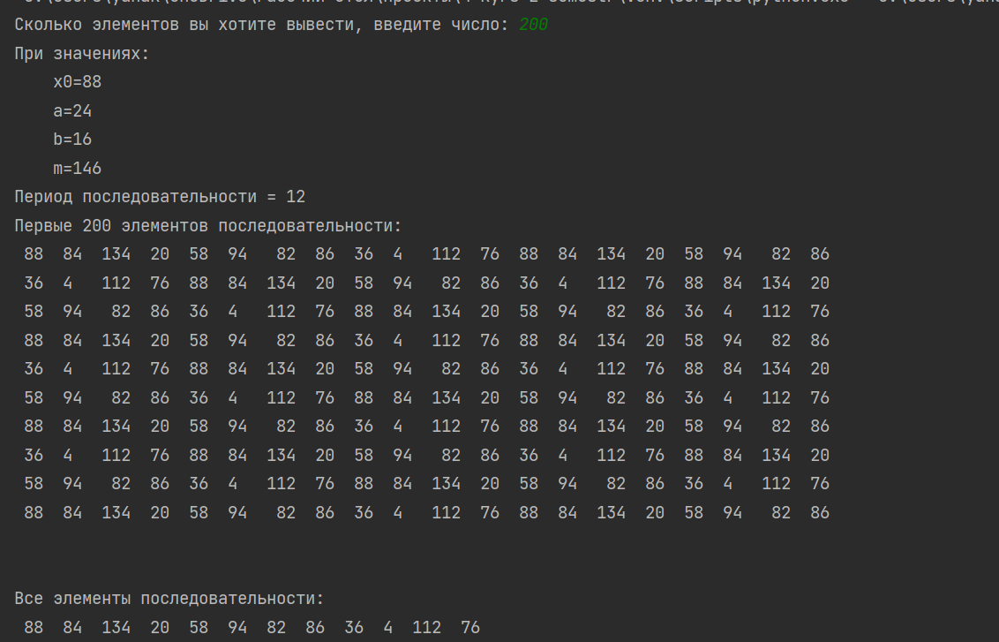 Сколько элементов вы хотите вывести, введите число: 200
При значениях:
x0=88
a=24
b=16
m=146
Период последовательности = 12
Первые 200 элементов последовательности:
88 84 134 20 58 94 82 86 36 4 112 76 88 84 134 20 58 94 82 86
36 4 112 76 88 84 134 20 58 94 82 86 36 4 112 76 88 84 134 20
58 94 82 86 36 4 112 76 88 84 134 20 58 94 82 86 36 4 112 76
88 84 134 20 58 94 82 86 36 4 112 76 88 84 134 20 58 94 82 86
36 4 112 76 88 84 134 20 58 94 82 86 36 4 112 76 88 84 134 20
58 94 82 86 36 4 112 76 88 84 134 20 58 94 82 86 36 4 112 76
88 84 134 20 58 94 82 86 36 4 112 76 88 84 134 20 58 94 82 86
36 4 112 76 88 84 134 20 58 94 82 86 36 4 112 76 88 84 134 20
58 94 82 86 36 4 112 76 88 84 134 20 58 94 82 86 36 4 112 76
88 84 134 20 58 94 82 86 36 4 112 76 88 84 134 20 58 94 82 86
Все элементы последовательности:
88 84 134 20 58 94 82 86 36 4 112 76